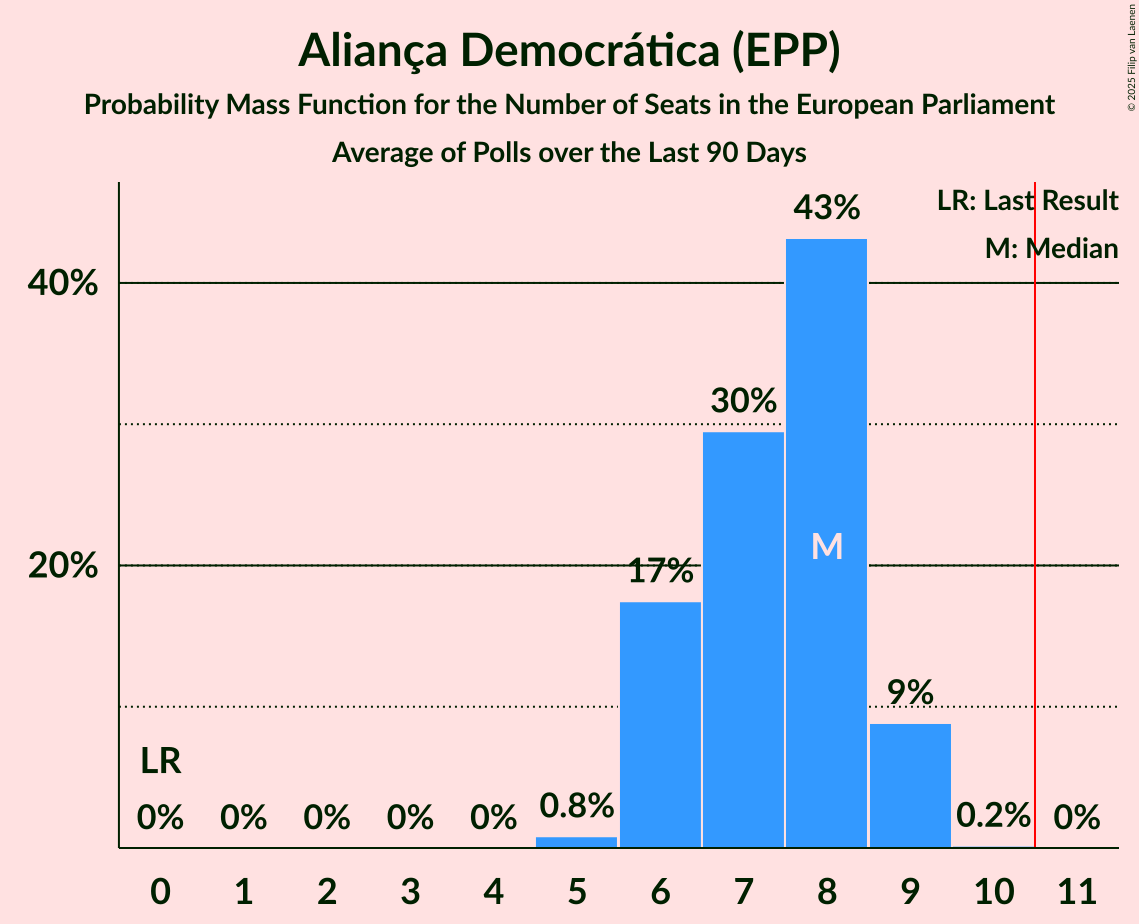 Aliança Democrática (EPP)
Probability Mass Function for the Number of Seats in the European Parliament
Average of Polls over the Last 90 Days
© 2025 Filip van Laenen
LR: Last Result
M: Median
43%
40%
30%
M
20%
17%
9%
LR
0% 0% 0% 0% 0% 0.8% 0.2% 0%
0 1 2 3 4 5 6 7 8 9 10 11